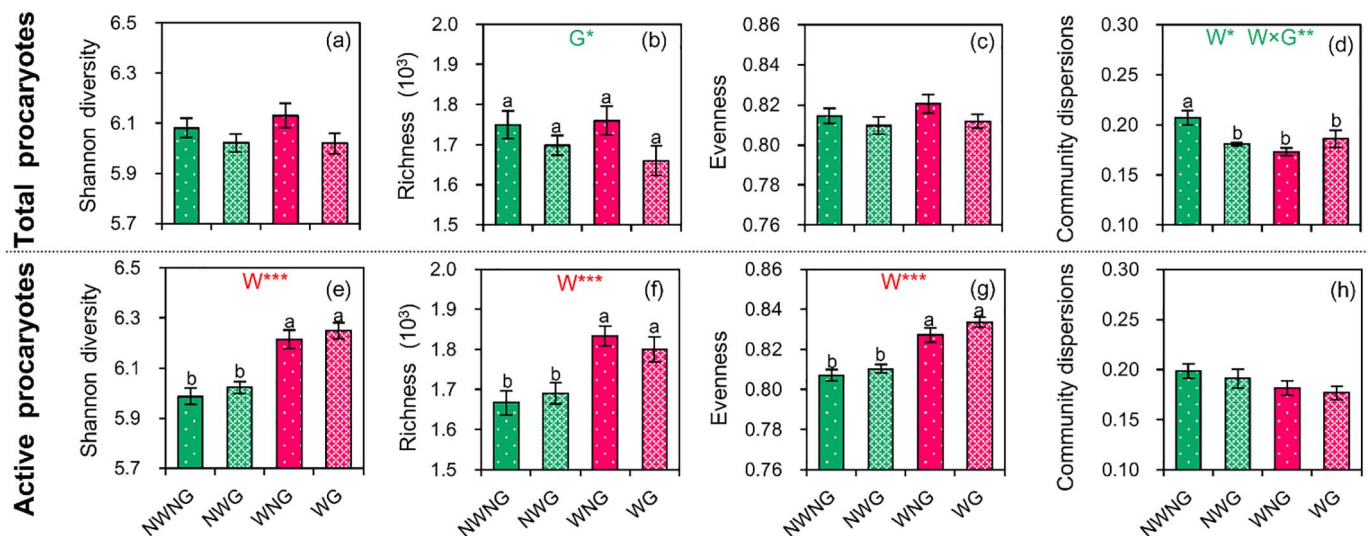 Total procaryotes
Shannon diversity
6.5
6.3
6.1
5.9
5.7
(a)
Richness (10³)
2.0
1.9
1.8
1.7
1.6
1.5
G*
(b)
a
a
a
a
Evenness
0.86
0.84
0.82
0.80
0.78
0.76
(c)
Community dispersions
0.30
0.25
0.20
0.15
0.10
W* W×G**
(d)
a
b
b
b
Active procaryotes
Shannon diversity
6.5
6.3
6.1
5.9
5.7
W***
(e)
b
b
a
a
NWNG
NWG
WNG
WG
Richness (10³)
2.0
1.9
1.8
1.7
1.6
1.5
W***
(f)
b
b
a
a
NWNG
NWG
WNG
WG
Evenness
0.86
0.84
0.82
0.80
0.78
0.76
W***
(g)
b
b
a
a
NWNG
NWG
WNG
WG
Community dispersions
0.30
0.25
0.20
0.15
0.10
(h)
NWNG
NWG
WNG
WG